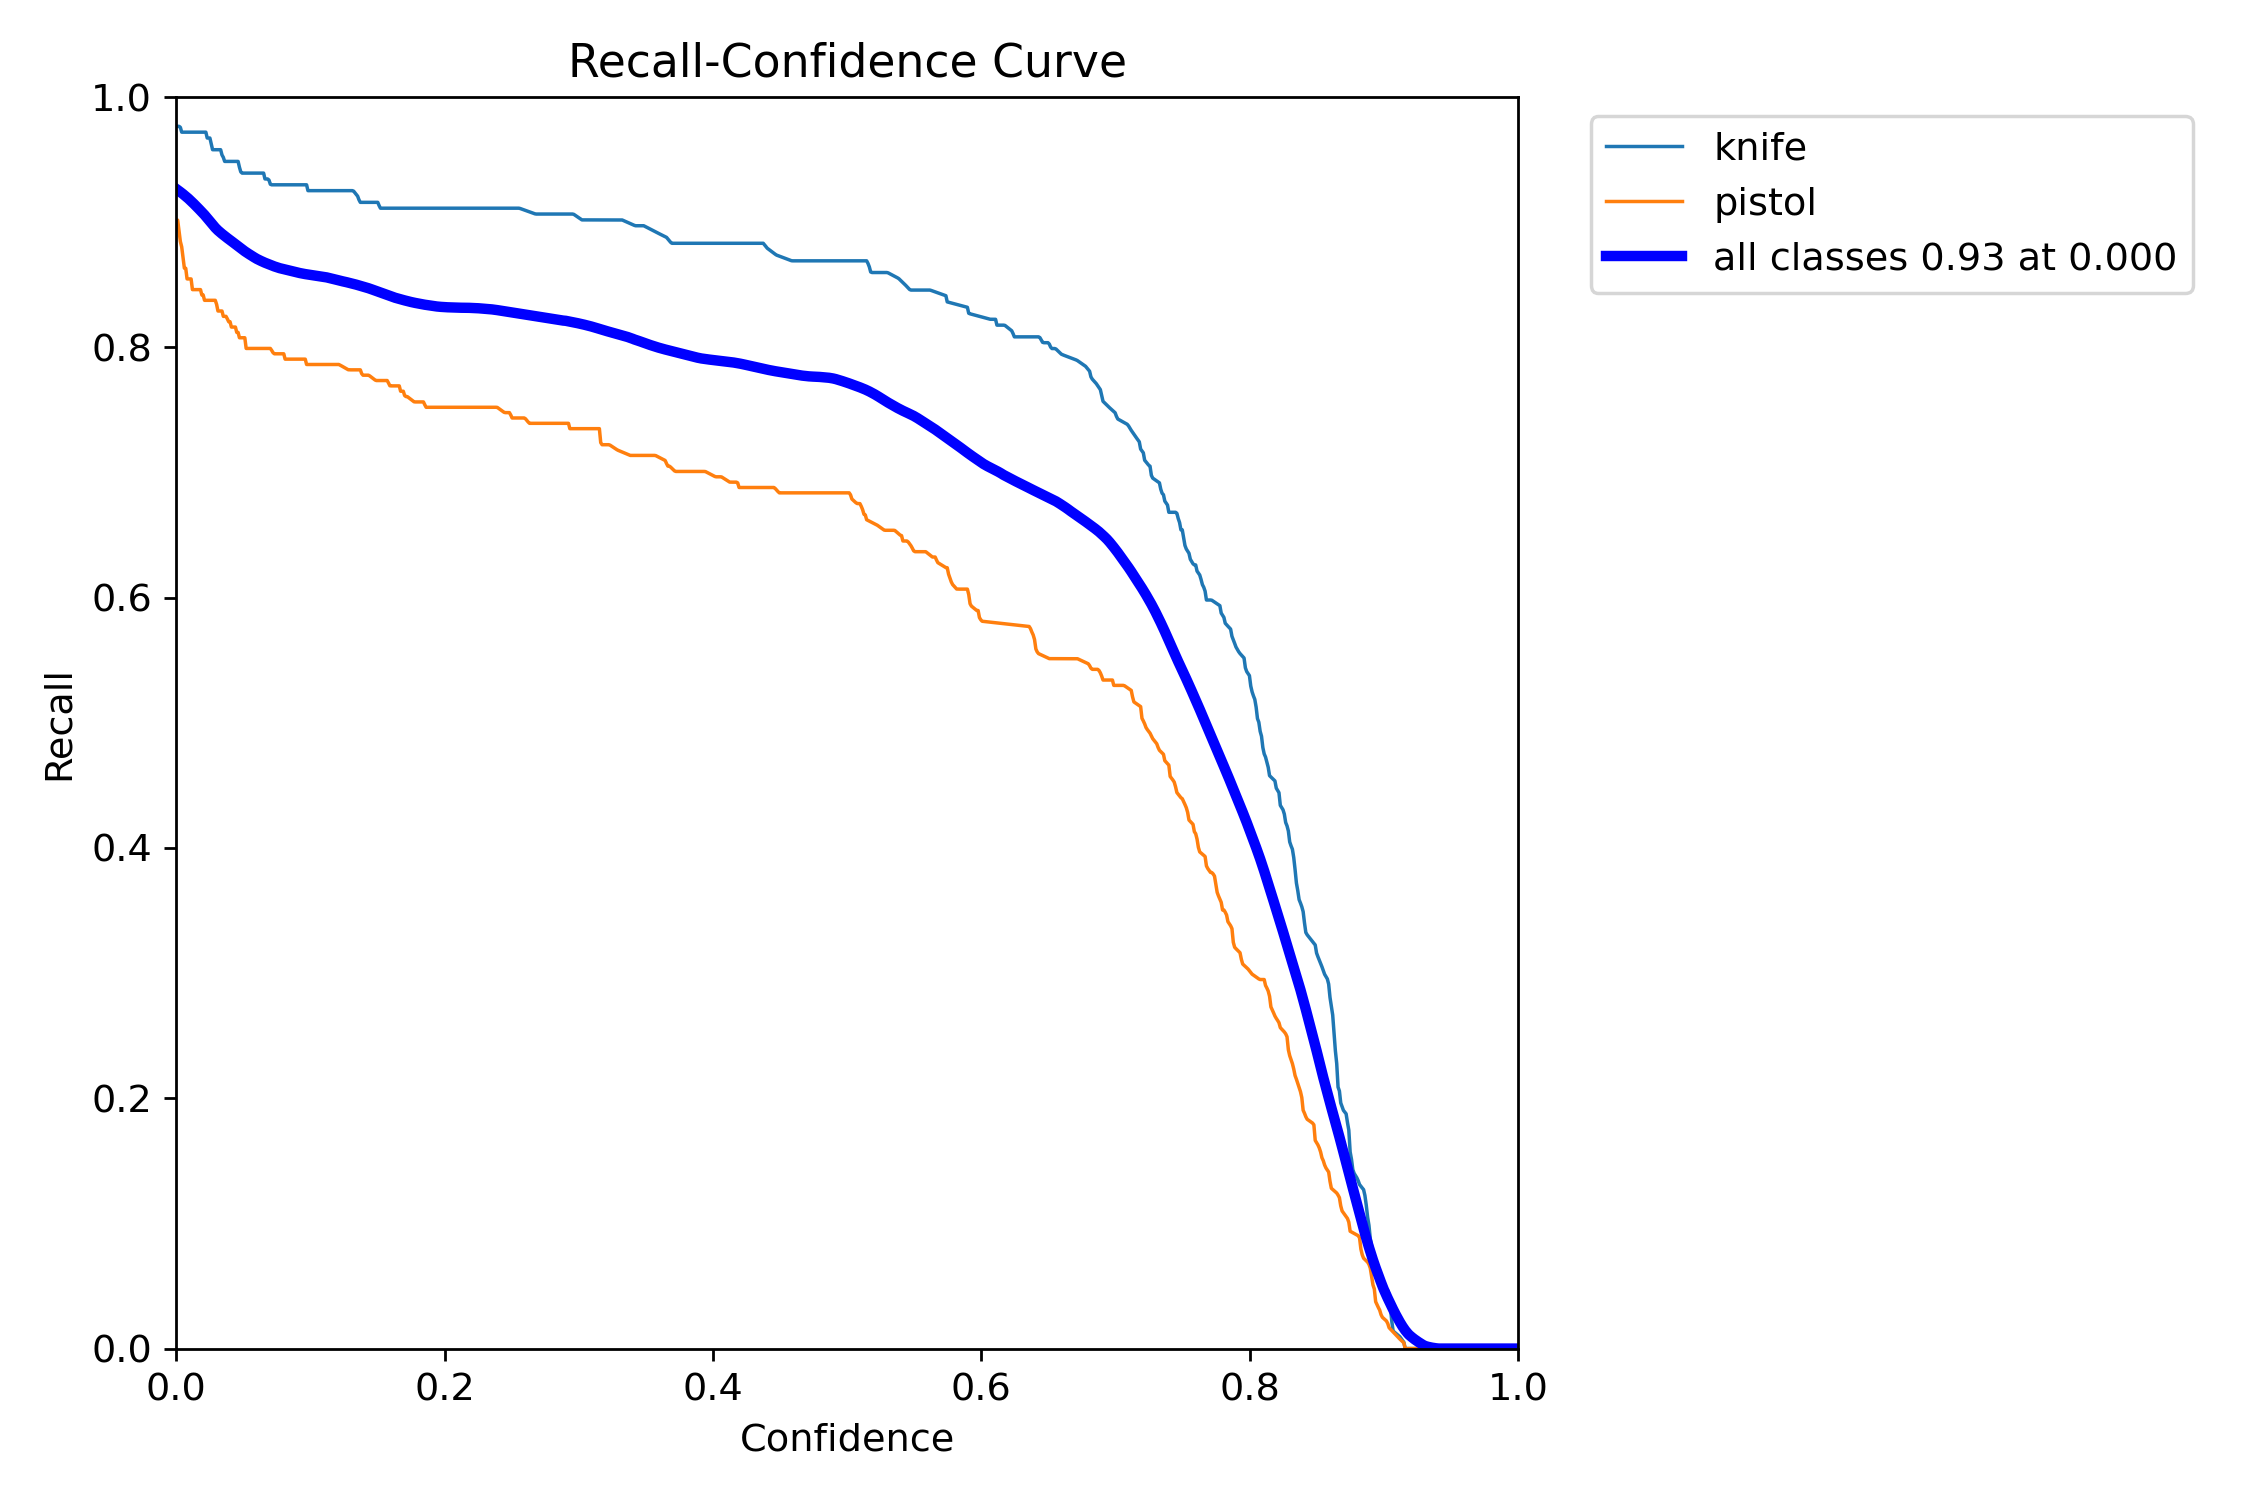 Recall-Confidence Curve
1.0
0.8
0.6
0.4
0.2
0.0
Recall
0.0 0.2 0.4 0.6 0.8 1.0
Confidence
knife
pistol
all classes 0.93 at 0.000